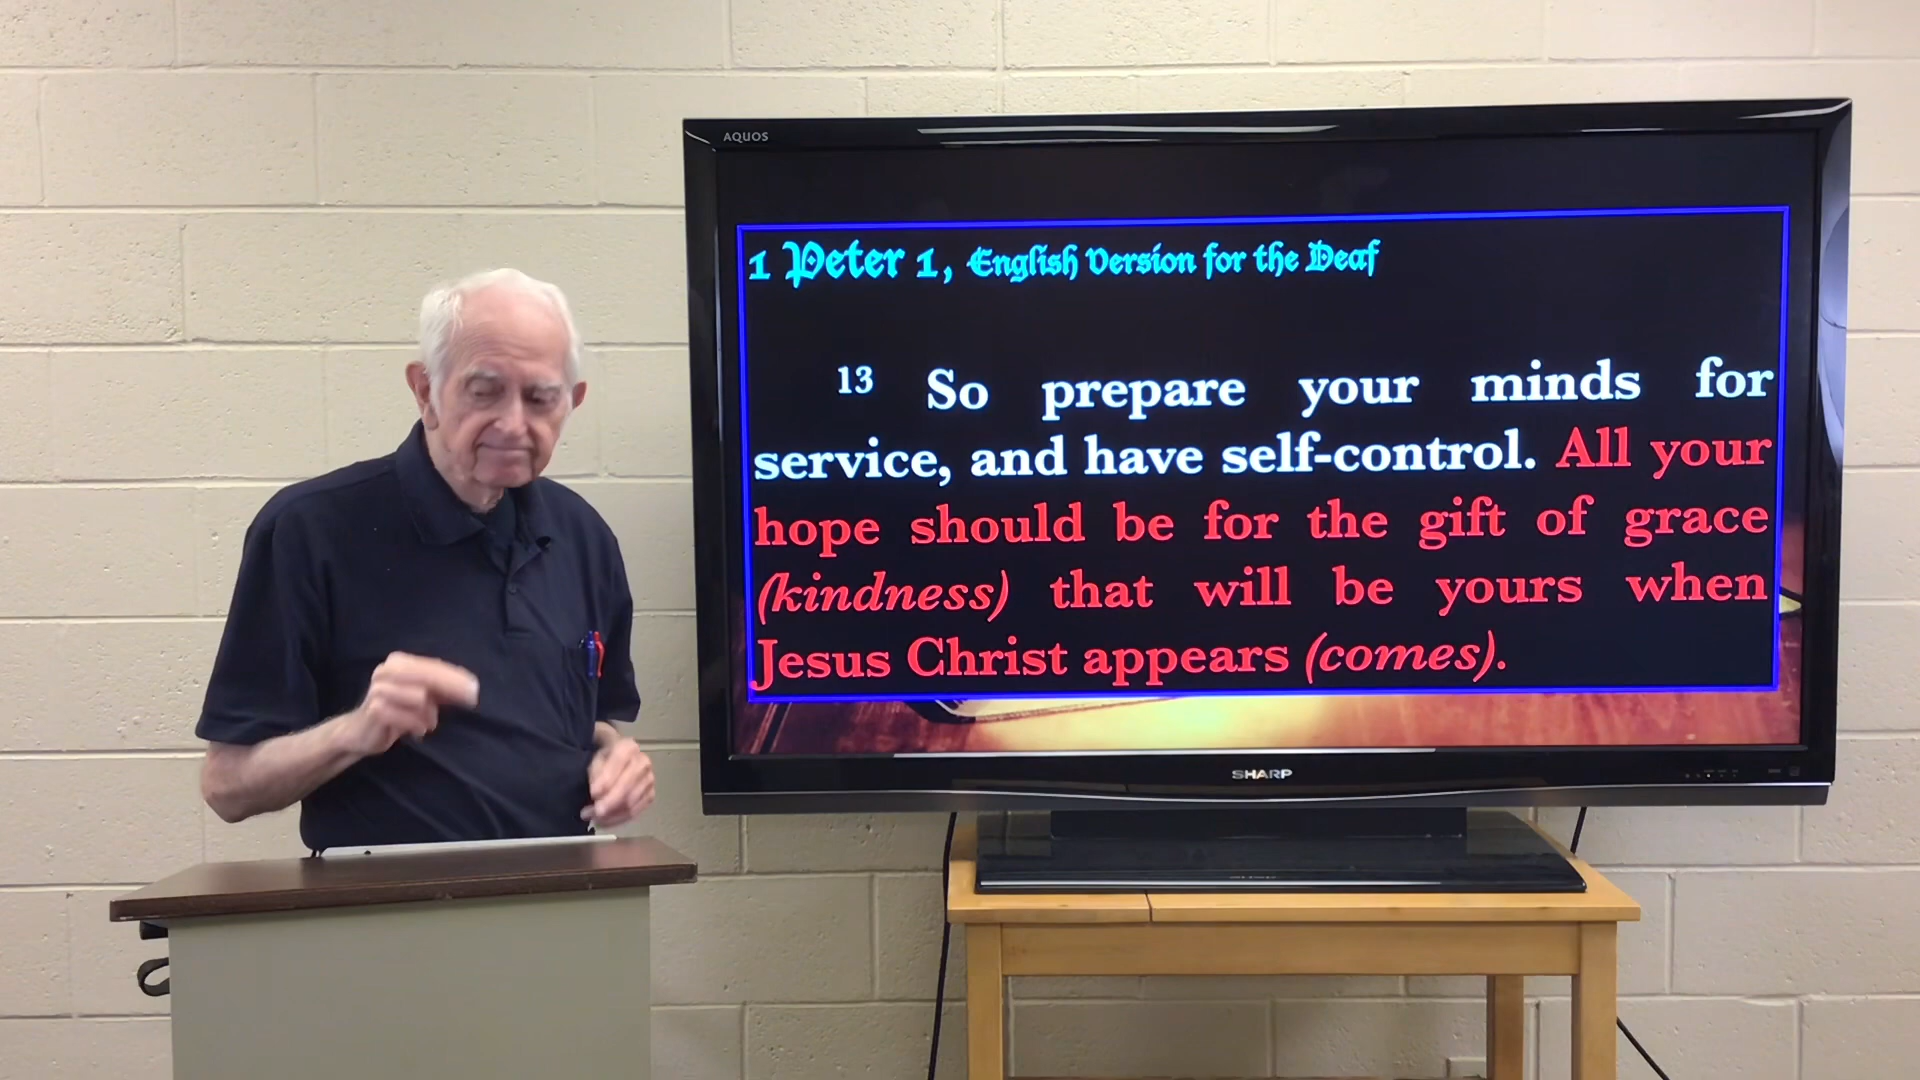 AQUOS
1 Peter 1, English Version for the Deaf
13 So prepare your minds for
service, and have self-control. All your
hope should be for the gift of grace
(kindness) that will be yours when
Jesus Christ appears (comes).
SHARP